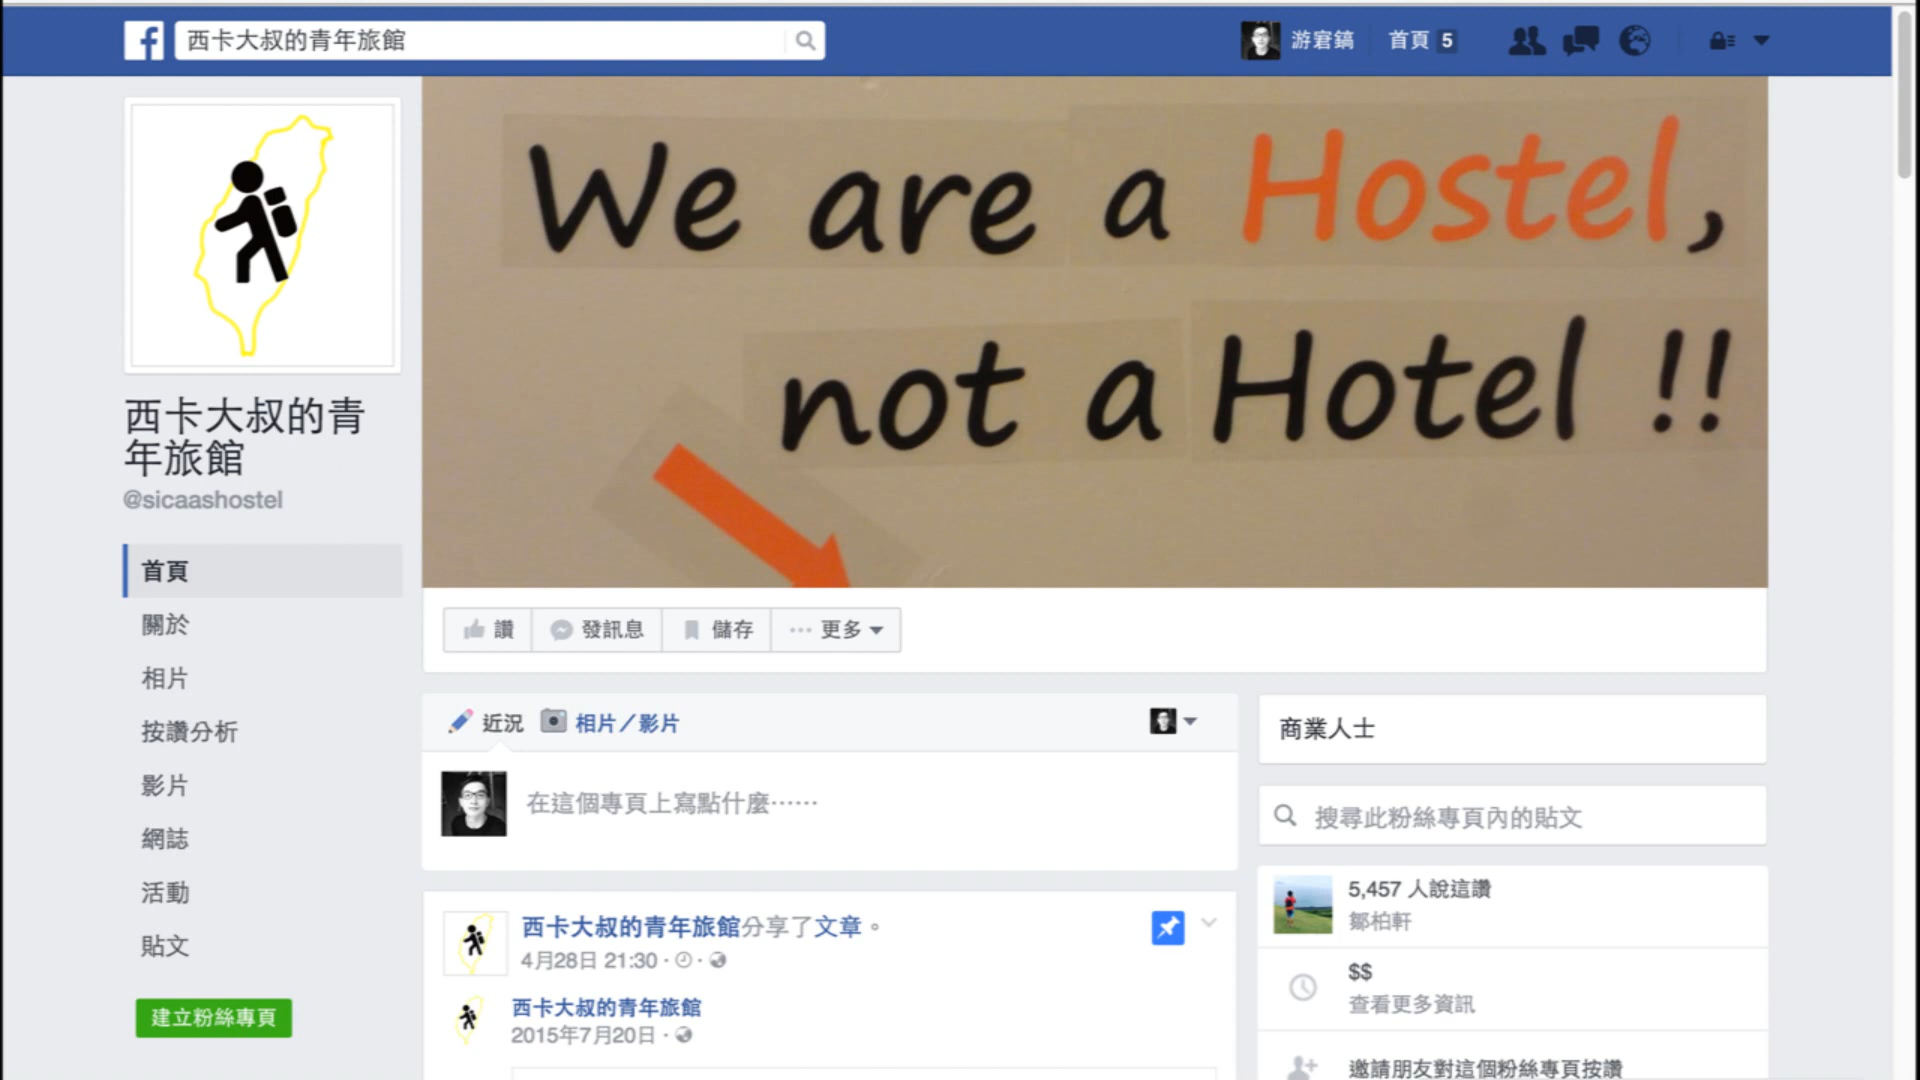 西卡大叔的青年旅館
游宭鎬 首頁 5
We are a Hostel,
not a Hotel !!
西卡大叔的青
年旅館
@sicaashostel
首頁
關於
相片
按讚分析
影片
網誌
活動
貼文
建立粉絲專頁
讚 發訊息 儲存 更多
近況 相片／影片
在這個專頁上寫點什麼……
西卡大叔的青年旅館分享了文章。
4月28日 21:30
西卡大叔的青年旅館
2015年7月20日
商業人士
搜尋此粉絲專頁內的貼文
5,457 人說這讚
鄒柏軒
$$
查看更多資訊
邀請朋友對這個粉絲專頁按讚